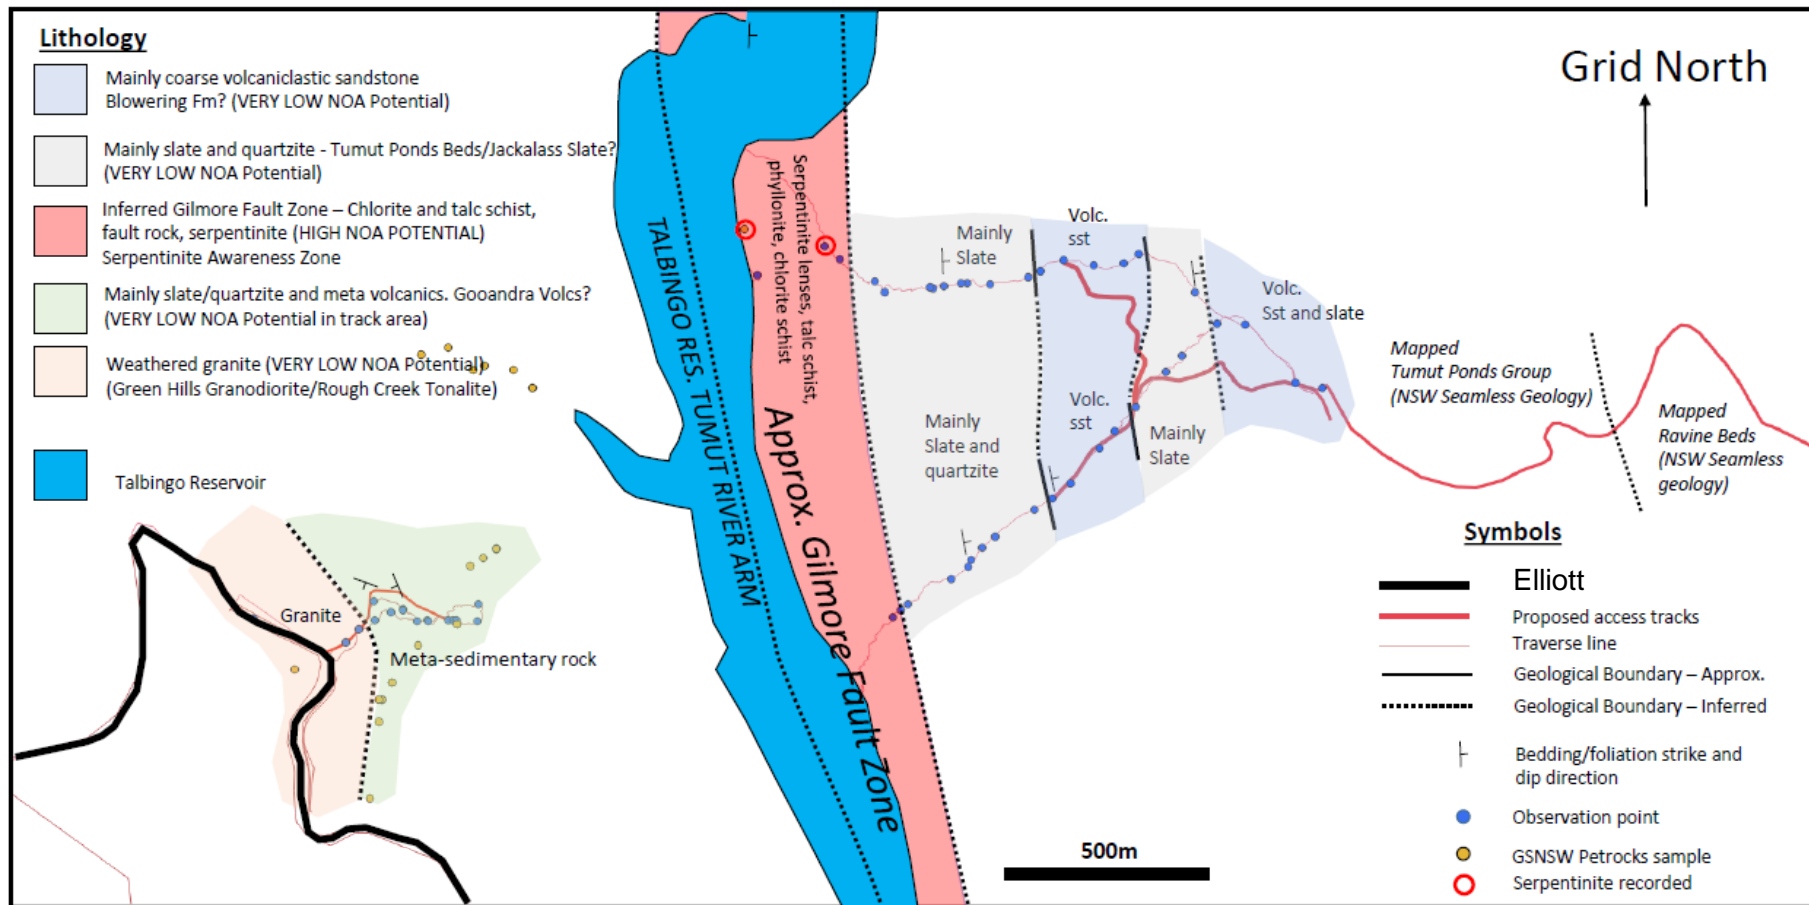 Lithology
Mainly coarse volcaniclastic sandstone
Blowering Fm? (VERY LOW NOA Potential)
Mainly slate and quartzite - Tumut Ponds Beds/Jackalass Slate?
(VERY LOW NOA Potential)
Inferred Gilmore Fault Zone – Chlorite and talc schist,
fault rock, serpentinite (HIGH NOA POTENTIAL)
Serpentinite Awareness Zone
Mainly slate/quartzite and meta volcanics. Gooandra Volcs?
(VERY LOW NOA Potential in track area)
Weathered granite (VERY LOW NOA Potential)
(Green Hills Granodiorite/Rough Creek Tonalite)
Talbingo Reservoir
Granite
Meta-sedimentary rock
TALBINGO RES. TUMUT RIVER ARM
Serpentinite lenses, talc schist,
phyllonite, chlorite schist
Approx. Gilmore Fault Zone
Mainly
Slate
Volc.
sst
Volc.
Sst and slate
Mainly
Slate and
quartzite
Volc.
sst
Mainly
Slate
Mapped
Tumut Ponds Group
(NSW Seamless Geology)
Mapped
Ravine Beds
(NSW Seamless
geology)
Grid North
500m
Symbols
Elliott
Proposed access tracks
Traverse line
Geological Boundary – Approx.
Geological Boundary – Inferred
Bedding/foliation strike and
dip direction
Observation point
GSNSW Petrocks sample
Serpentinite recorded